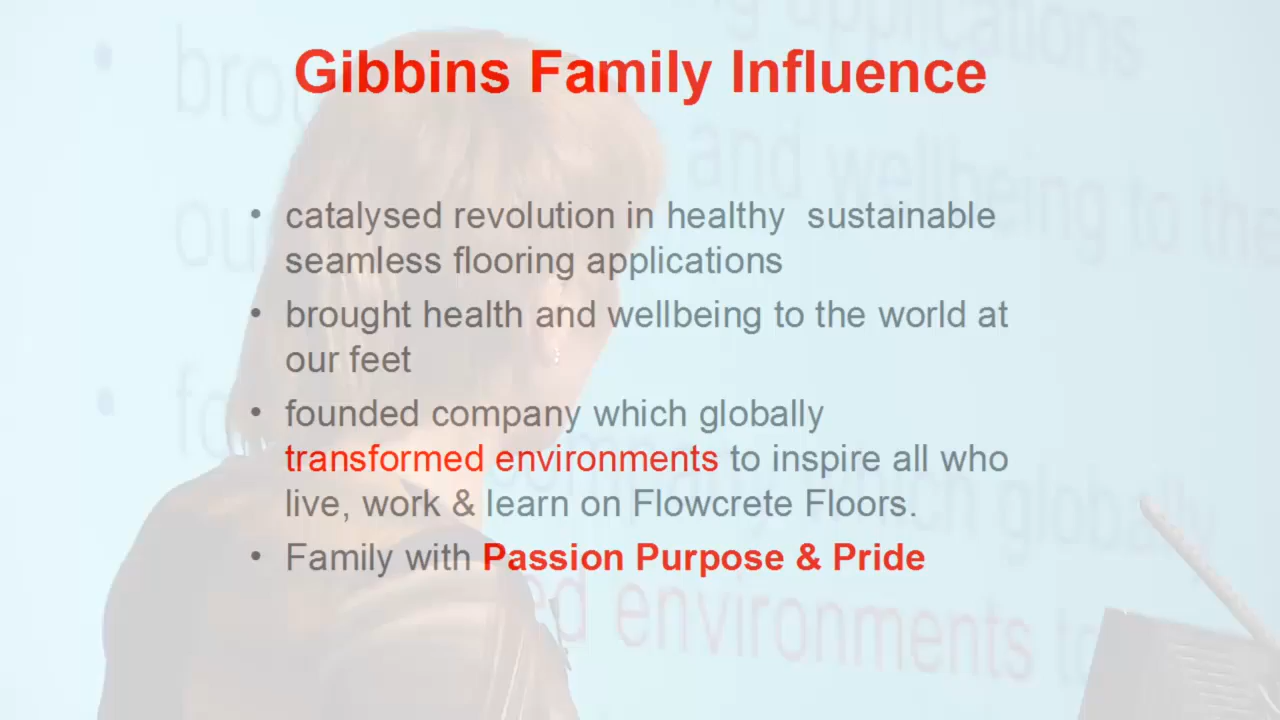 Gibbins Family Influence
• catalysed revolution in healthy  sustainable
seamless flooring applications
• brought health and wellbeing to the world at
our feet
• founded company which globally
transformed environments to inspire all who
live, work & learn on Flowcrete Floors.
• Family with Passion Purpose & Pride